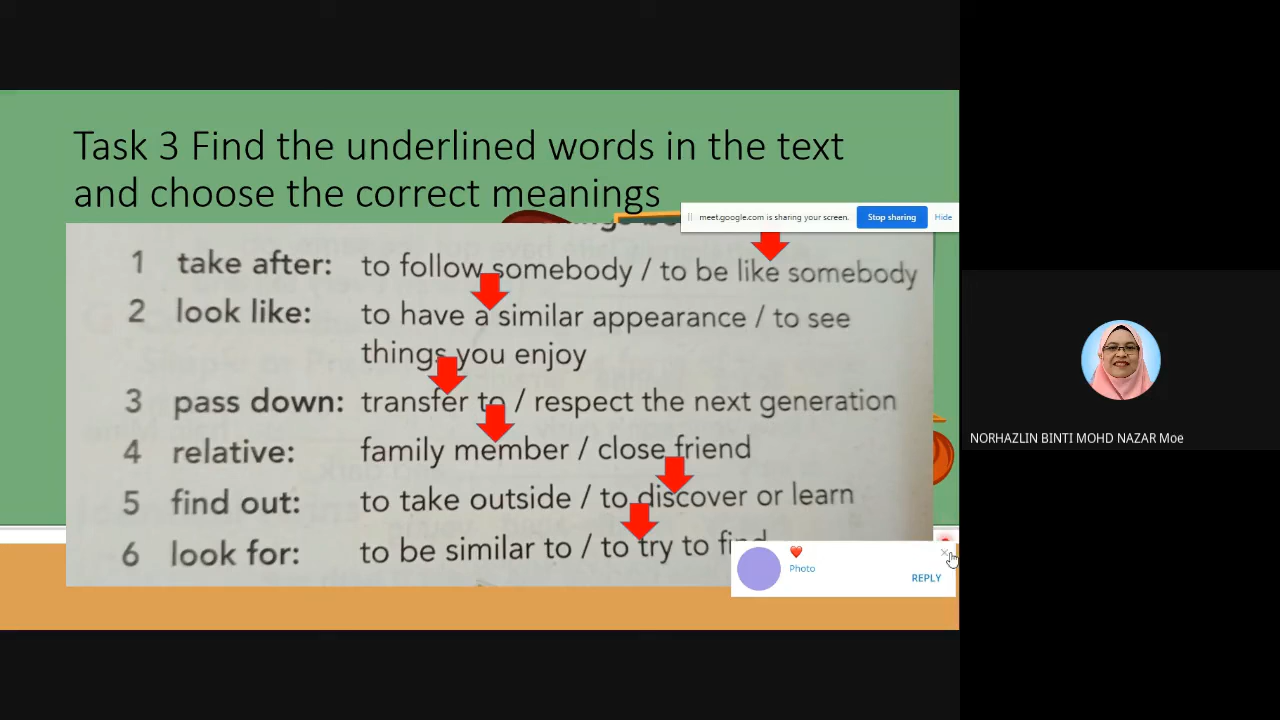 Task 3 Find the underlined words in the text
and choose the correct meanings
meet.google.com is sharing your screen. Stop sharing Hide
1 take after: to follow somebody / to be like somebody
2 look like: to have a similar appearance / to see
things you enjoy
3 pass down: transfer to / respect the next generation
4 relative: family member / close friend
5 find out: to take outside / to discover or learn
6 look for: to be similar to / to try to find
Photo
REPLY
NORHAZLIN BINTI MOHD NAZAR Moe